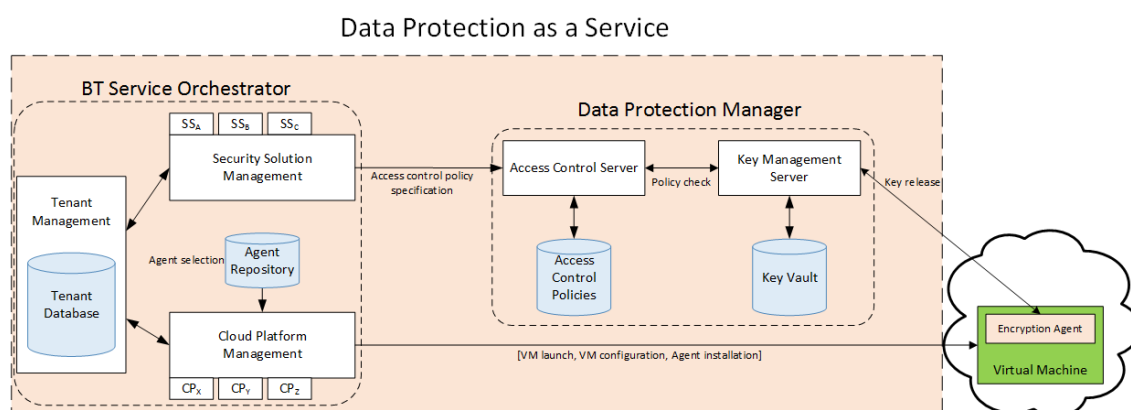 Data Protection as a Service
BT Service Orchestrator
Data Protection Manager
SSA SSB SSC
Security Solution
Management
Access control policy
specification
Access Control Server
Policy check
Key Management
Server
Key release
Tenant
Management
Tenant
Database
Agent selection
Agent
Repository
Access
Control
Policies
Key Vault
Cloud Platform
Management
CPX CPY CPZ
[VM launch, VM configuration, Agent installation]
Encryption Agent
Virtual Machine